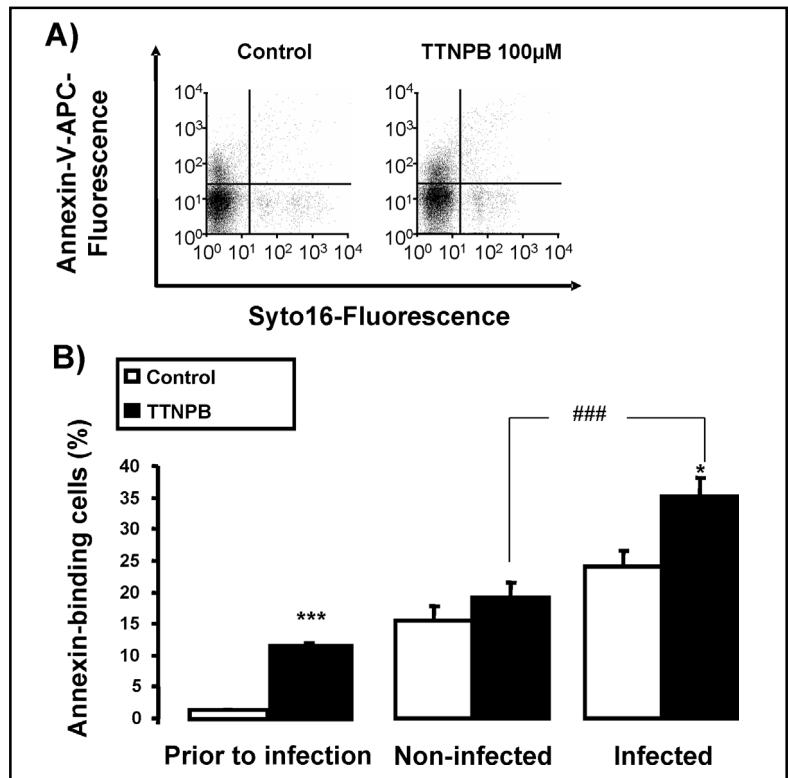 A)
Control
TTNPB 100µM
Annexin-V-APC-
Fluorescence
10⁴
10³
10²
10¹
10⁰
10⁰ 10¹ 10² 10³ 10⁴
10⁴
10³
10²
10¹
10⁰
10⁰ 10¹ 10² 10³ 10⁴
Syto16-Fluorescence
B)
Control
TTNPB
Annexin-binding cells (%)
40
35
30
25
20
15
10
5
0
***
###
*
Prior to infection
Non-infected
Infected